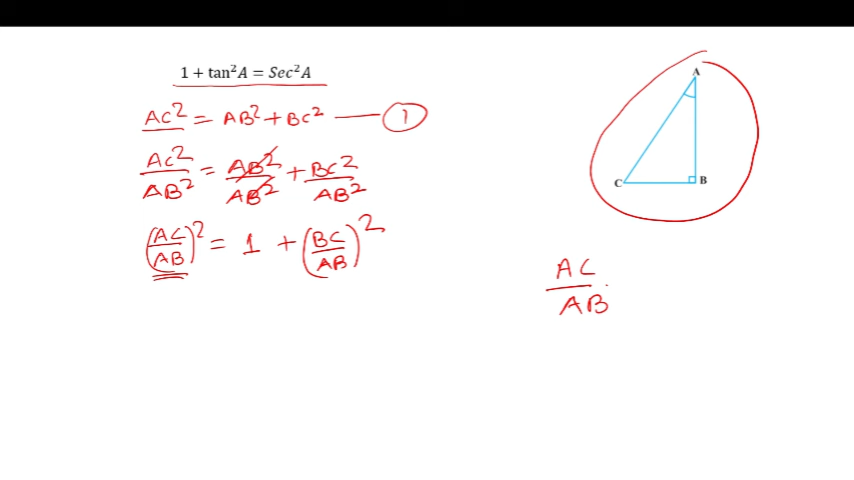 1 + tan²A = Sec²A
AC² = AB² + BC² —— ①
AC²/AB² = AB²/AB² + BC²/AB²
(AC/AB)² = 1 + (BC/AB)²
A
C
B
AC/AB